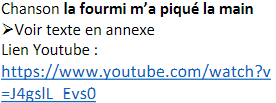 Chanson la fourmi m'a piqué la main
➢Voir texte en annexe
Lien Youtube :
https://www.youtube.com/watch?v
=J4gslL_Evs0